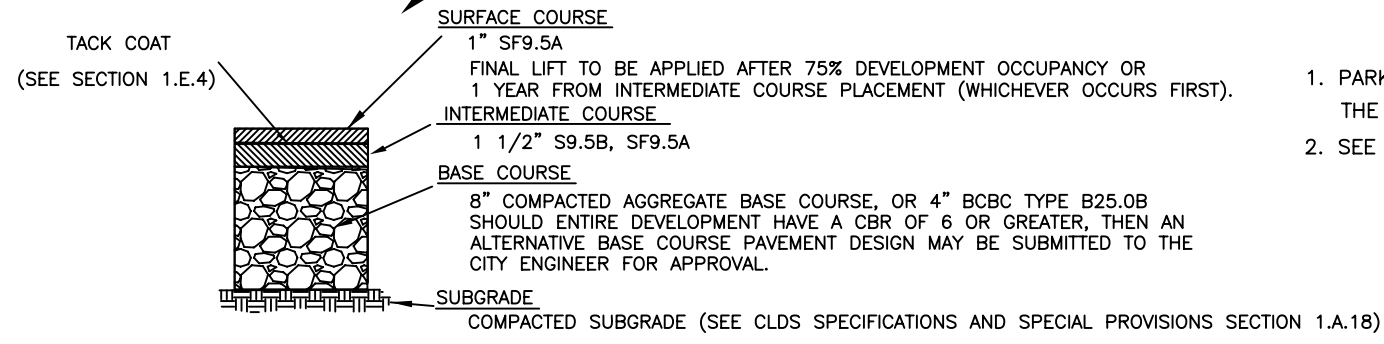 TACK COAT
(SEE SECTION 1.E.4)
SURFACE COURSE
1” SF9.5A
FINAL LIFT TO BE APPLIED AFTER 75% DEVELOPMENT OCCUPANCY OR
1 YEAR FROM INTERMEDIATE COURSE PLACEMENT (WHICHEVER OCCURS FIRST).
INTERMEDIATE COURSE
1 1/2” S9.5B, SF9.5A
BASE COURSE
8” COMPACTED AGGREGATE BASE COURSE, OR 4” BCBC TYPE B25.0B
SHOULD ENTIRE DEVELOPMENT HAVE A CBR OF 6 OR GREATER, THEN AN
ALTERNATIVE BASE COURSE PAVEMENT DESIGN MAY BE SUBMITTED TO THE
CITY ENGINEER FOR APPROVAL.
SUBGRADE
COMPACTED SUBGRADE (SEE CLDS SPECIFICATIONS AND SPECIAL PROVISIONS SECTION 1.A.18)
1. PARK
THE
2. SEE